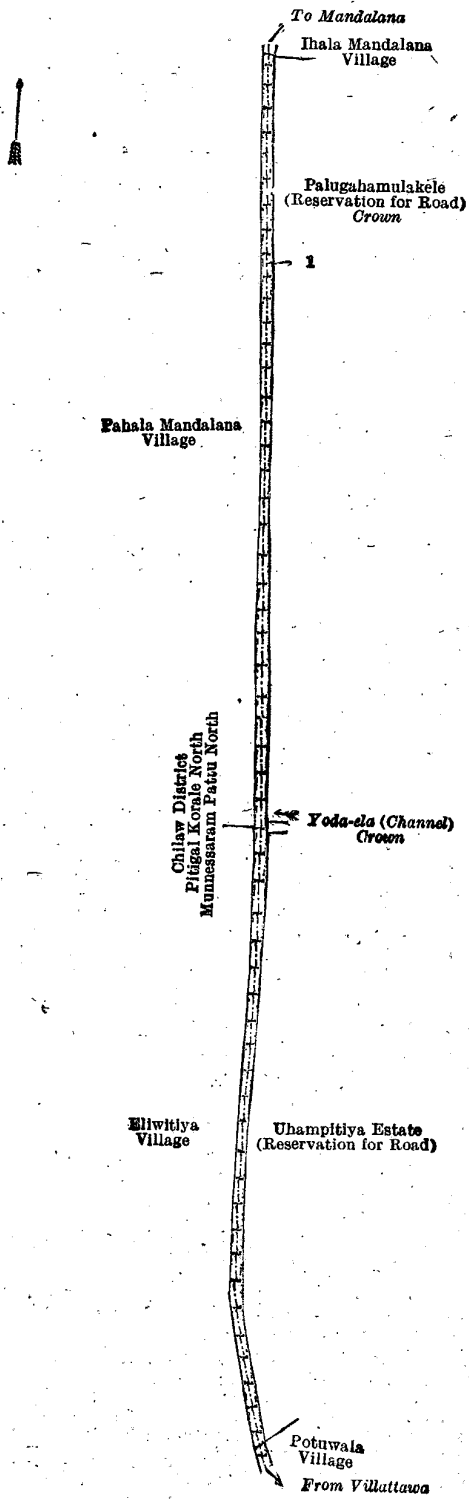 To Mandalana
Ihala Mandalana
Village
Palugahamulakele
(Reservation for Road)
Crown
1
Pahala Mandalana
Village
Chilaw District
Pitigal Korale North
Munnessaram Pattu North
Yoda-ela (Channel)
Crown
Eliwitiya
Village
Uhampitiya Estate
(Reservation for Road)
Potuwala
Village
From Villattawa